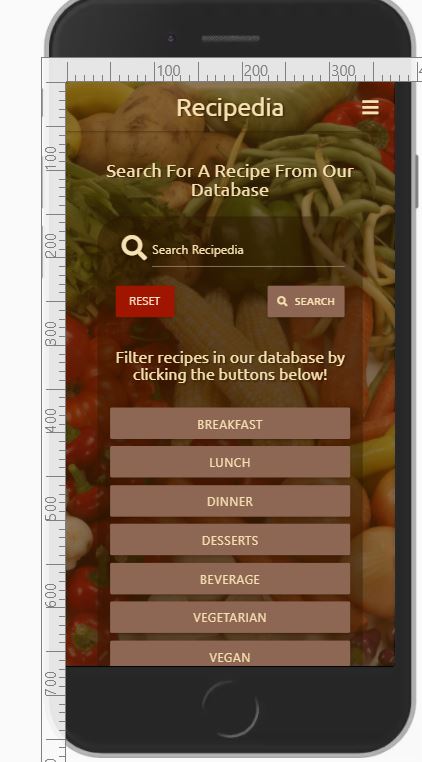 100 200 300
Recipedia
Search For A Recipe From Our
Database
Search Recipedia
RESET
SEARCH
Filter recipes in our database by
clicking the buttons below!
BREAKFAST
LUNCH
DINNER
DESSERTS
BEVERAGE
VEGETARIAN
VEGAN
100
200
300
400
500
600
700